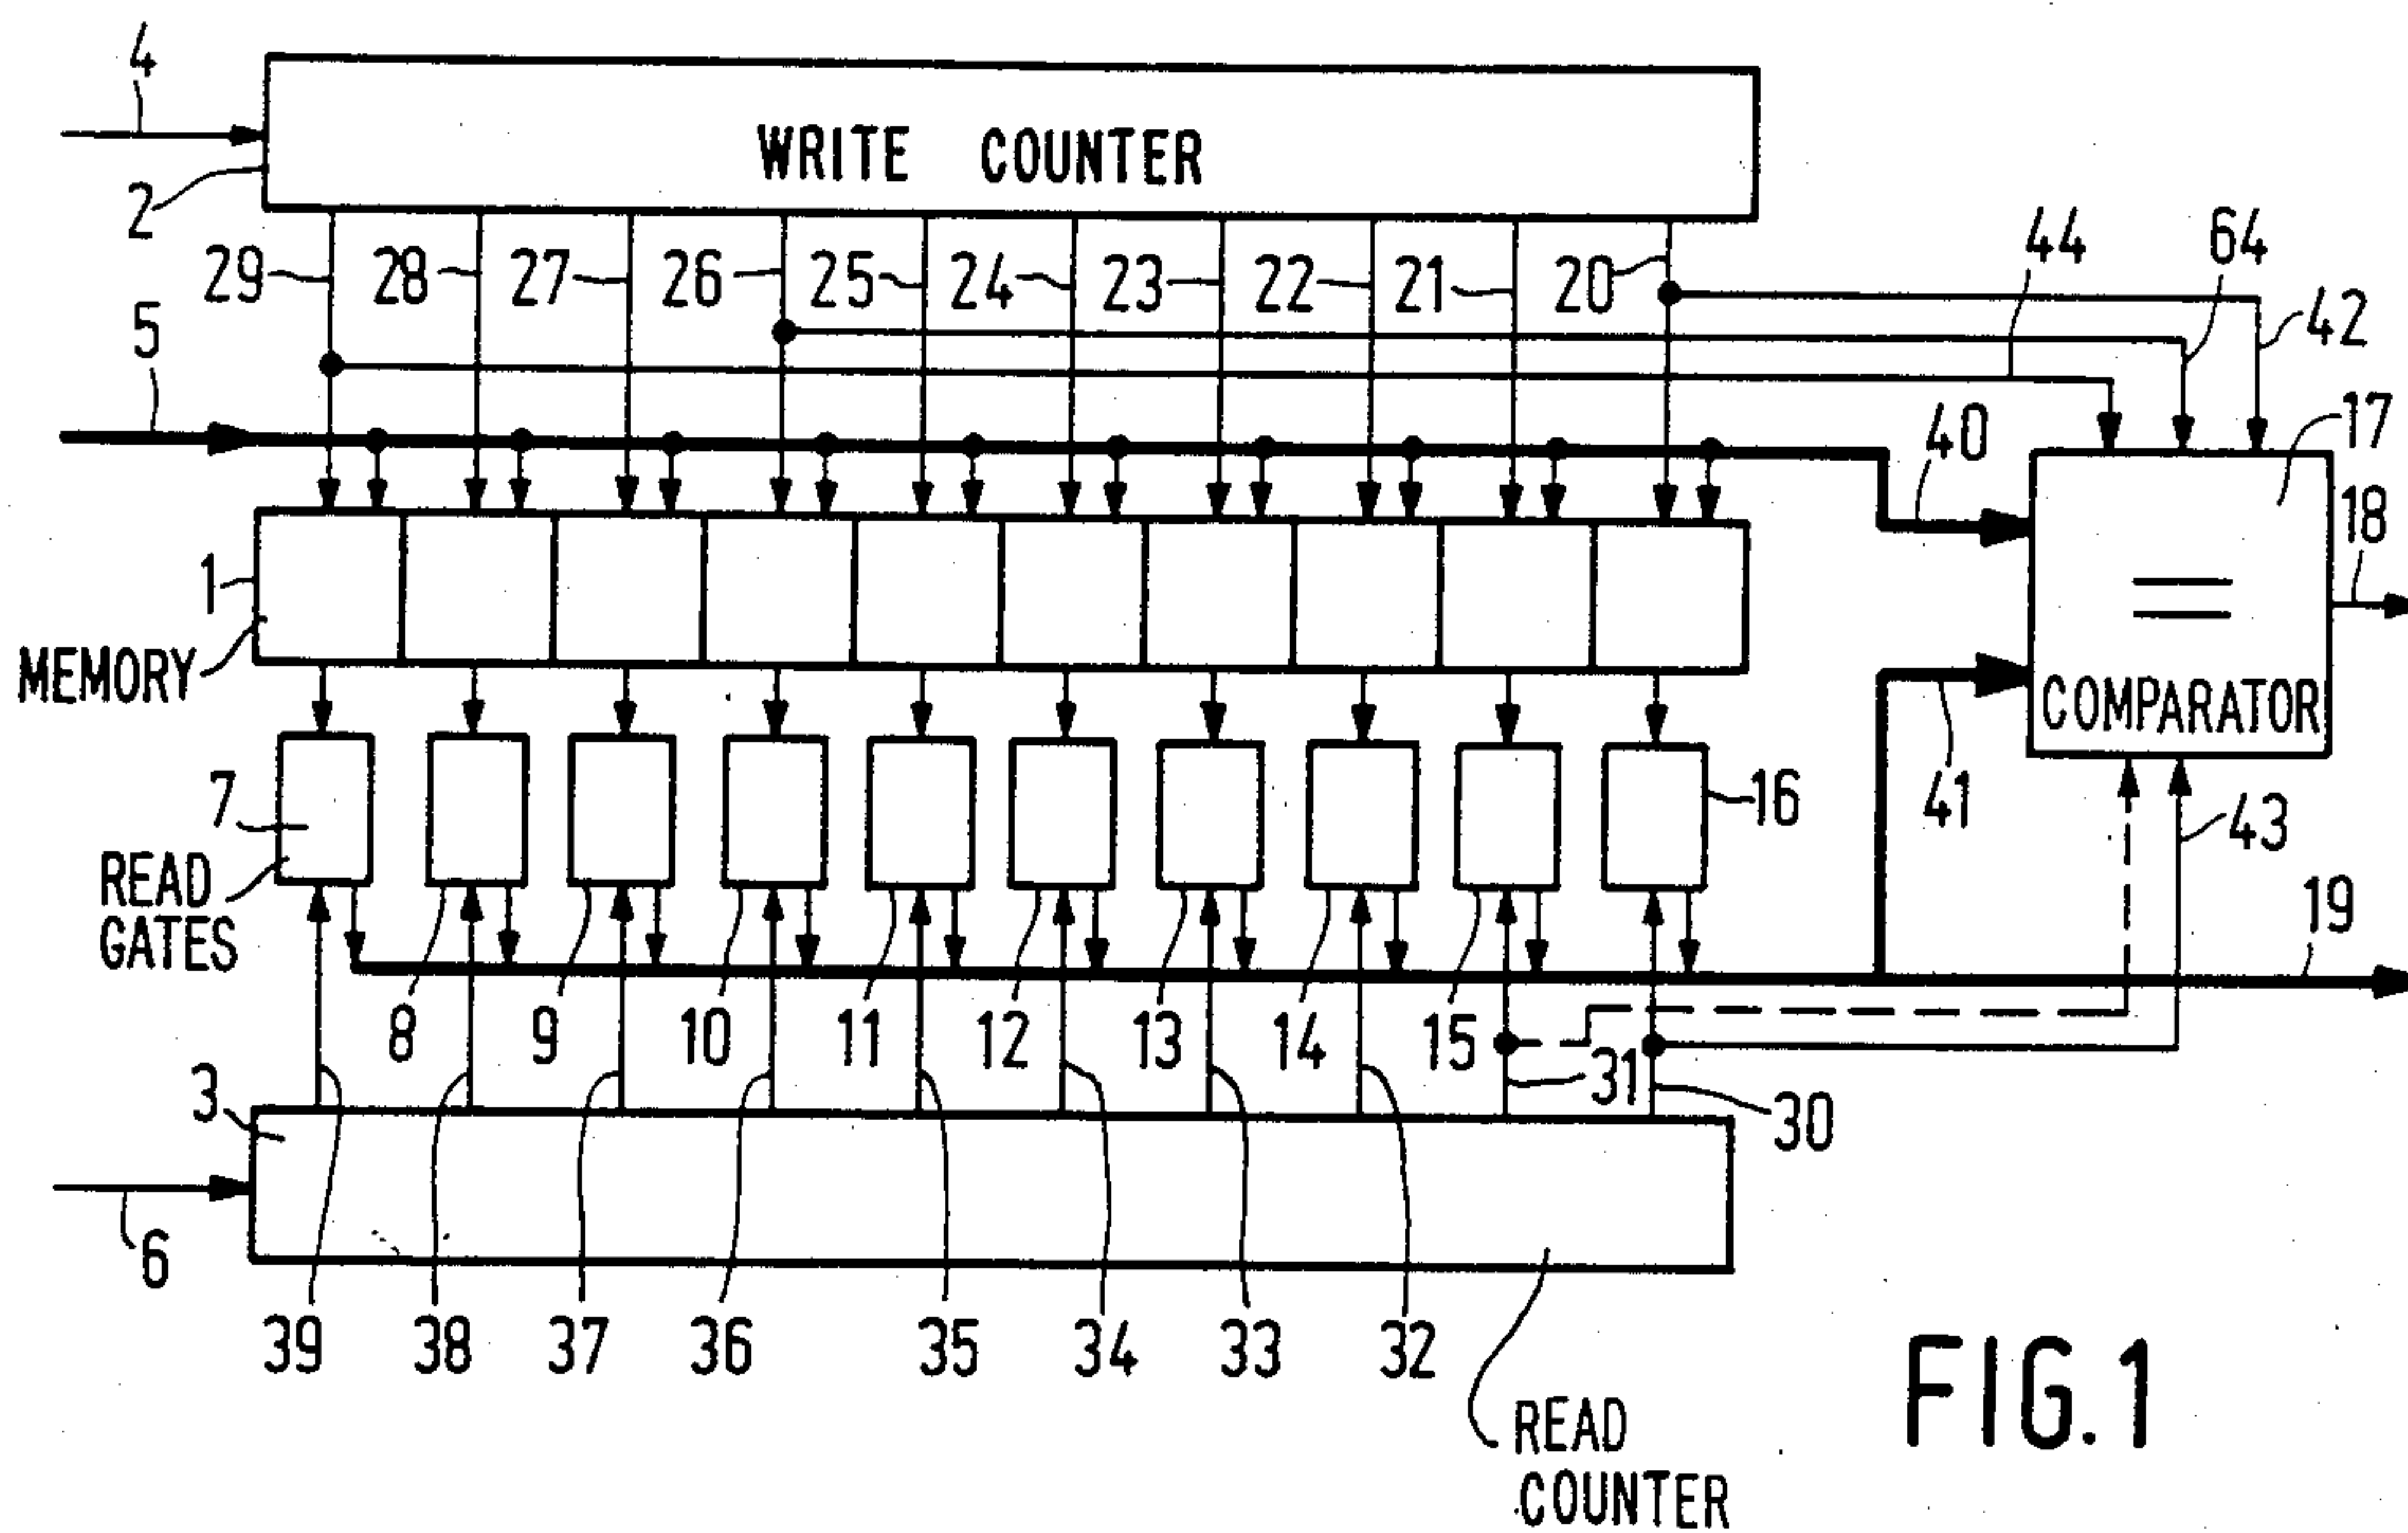 4
WRITE COUNTER
2
29 28 27 26 25 24 23 22 21 20 44 64
5 42
17
40
18
1
MEMORY
COMPARATOR
7 16 41 43
READ
GATES
19
8 9 10 11 12 13 14 15 31
3 30
6
39 38 37 36 35 34 33 32
READ
COUNTER
FIG.1